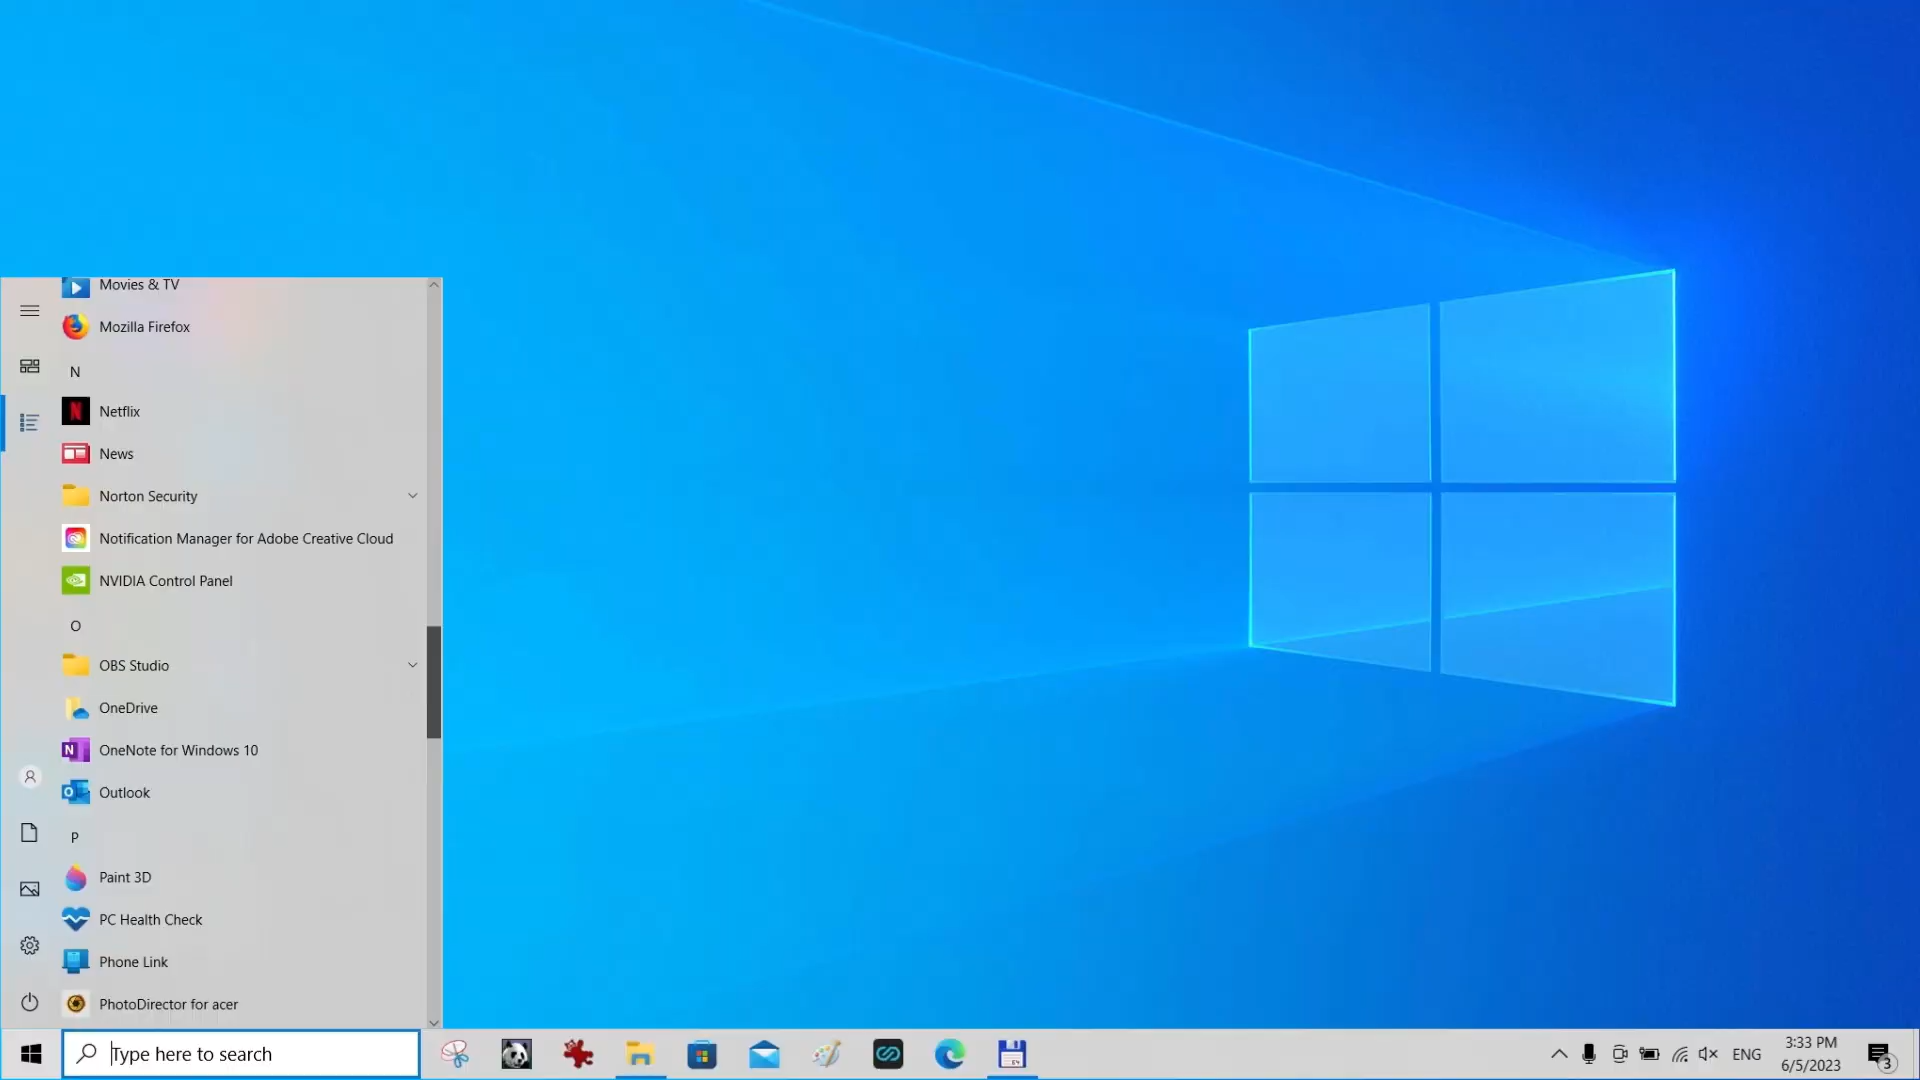 Movies & TV
Mozilla Firefox
N
Netflix
News
Norton Security
Notification Manager for Adobe Creative Cloud
NVIDIA Control Panel
O
OBS Studio
OneDrive
OneNote for Windows 10
Outlook
P
Paint 3D
PC Health Check
Phone Link
PhotoDirector for acer
Type here to search
ENG
3:33 PM
6/5/2023
3